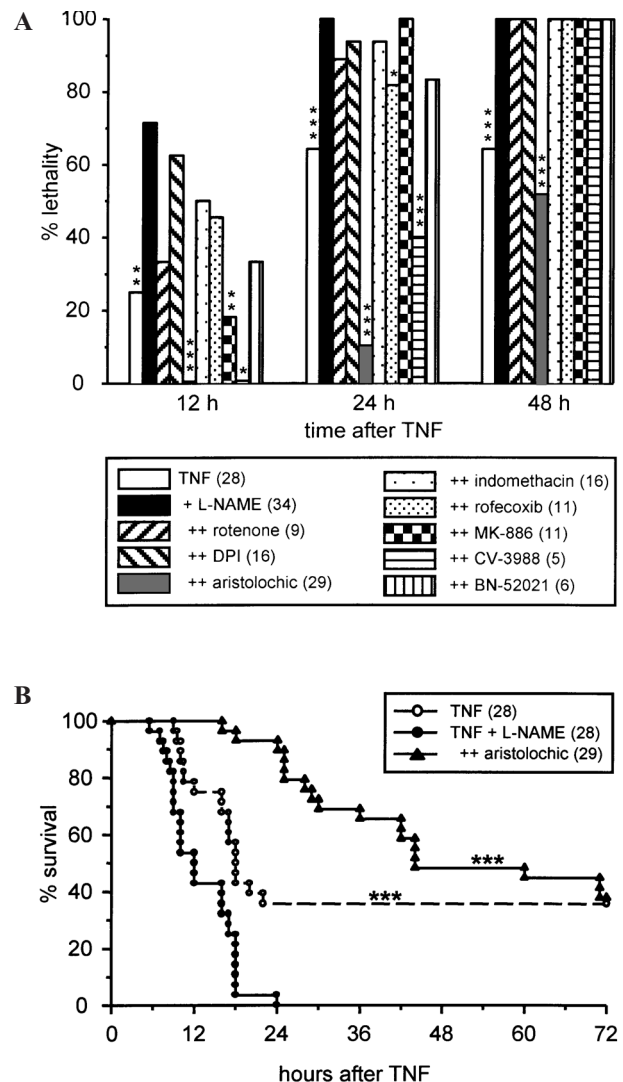 A
100
80
60
40
20
0
% lethality
** *** * *** **  * *** *** * *** *** ***
12 h
24 h
48 h
time after TNF
TNF (28)
+ L-NAME (34)
++ rotenone (9)
++ DPI (16)
++ aristolochic (29)
++ indomethacin (16)
++ rofecoxib (11)
++ MK-886 (11)
++ CV-3988 (5)
++ BN-52021 (6)
B
TNF (28)
TNF + L-NAME (28)
++ aristolochic (29)
100
80
60
40
20
0
% survival
***
***
0 12 24 36 48 60 72
hours after TNF